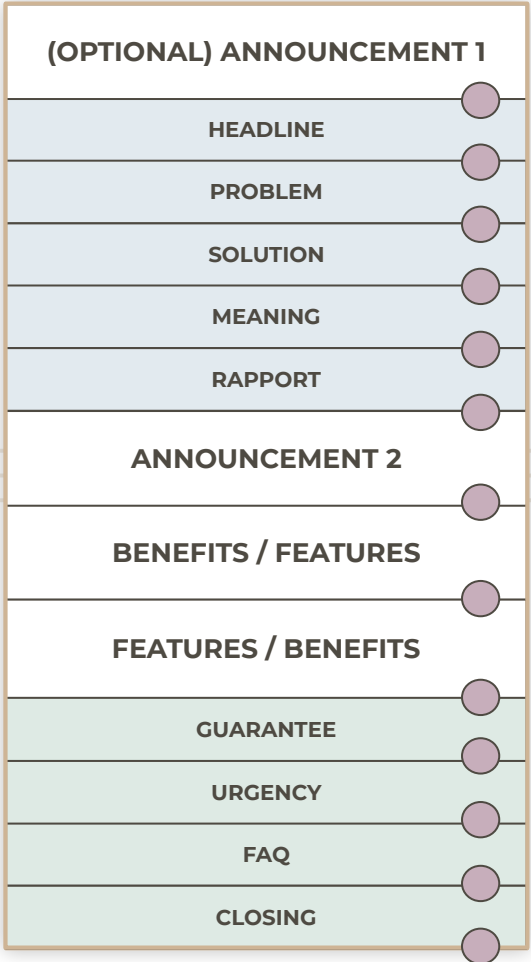 (OPTIONAL) ANNOUNCEMENT 1
HEADLINE
PROBLEM
SOLUTION
MEANING
RAPPORT
ANNOUNCEMENT 2
BENEFITS / FEATURES
FEATURES / BENEFITS
GUARANTEE
URGENCY
FAQ
CLOSING